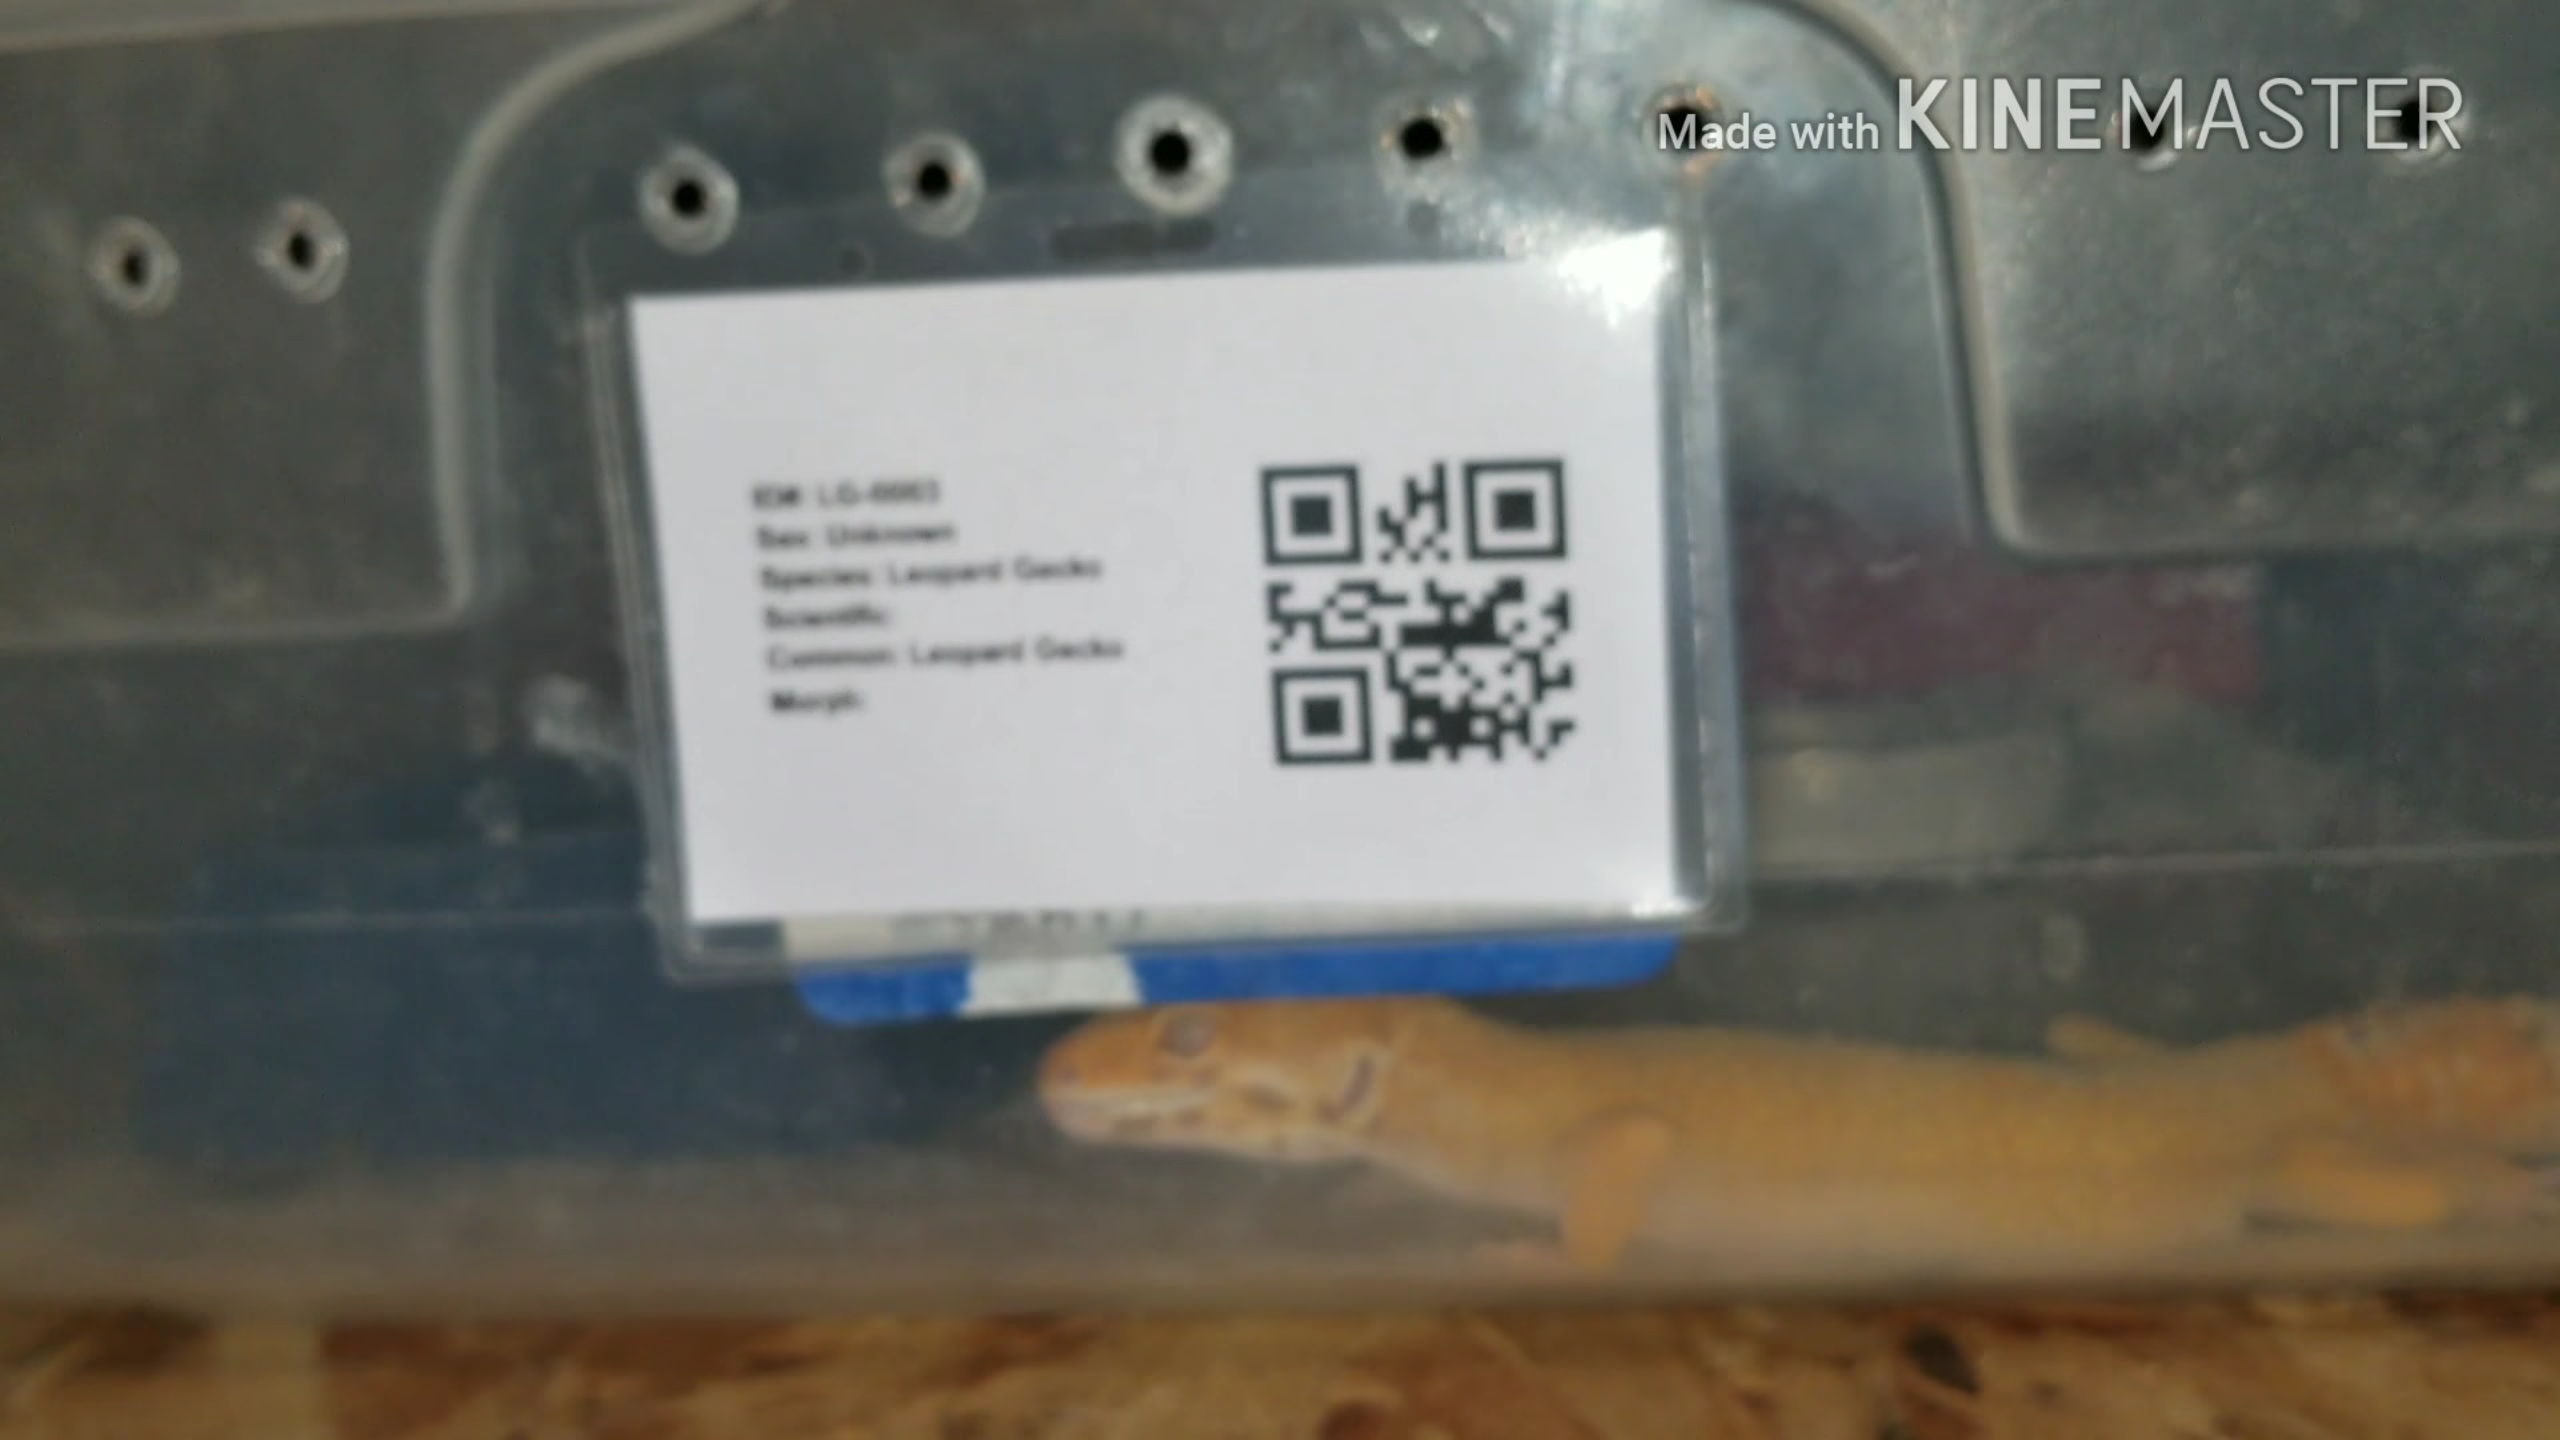 Made with KINEMASTER
Sex: Unknown
Species: Leopard Gecko
Scientific:
Common: Leopard Gecko
Morph: